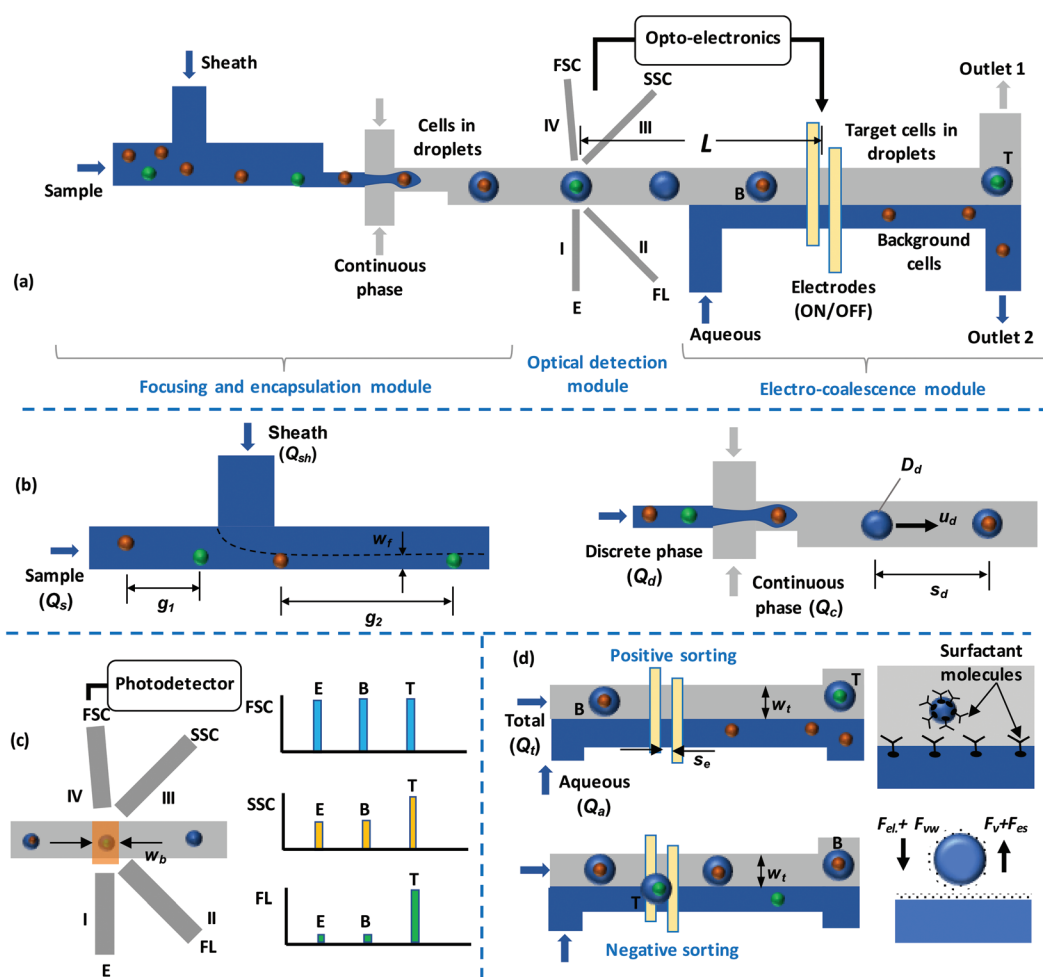 Opto-electronics
Sheath
FSC
SSC
Outlet 1
IV
III
Cells in
droplets
L
Target cells in
droplets
T
Sample
B
Continuous
phase
I
II
E
FL
Background
cells
Electrodes
(ON/OFF)
Aqueous
Outlet 2
(a)
Focusing and encapsulation module
Optical detection
module
Electro-coalescence module
(b)
Sheath
(Qsh)
wf
Sample
(Qs)
g1
g2
Dd
ud
Discrete phase
(Qd)
Continuous
phase (Qc)
sd
(c)
Photodetector
FSC
SSC
IV
III
wb
I
II
E
FL
FSC
E
B
T
SSC
E
B
T
FL
E
B
T
(d)
Positive sorting
Surfactant
molecules
T
B
wt
Total
(Qt)
se
Aqueous
(Qa)
B
wt
T
Negative sorting
Fel.+ Fvw
Fv+Fes